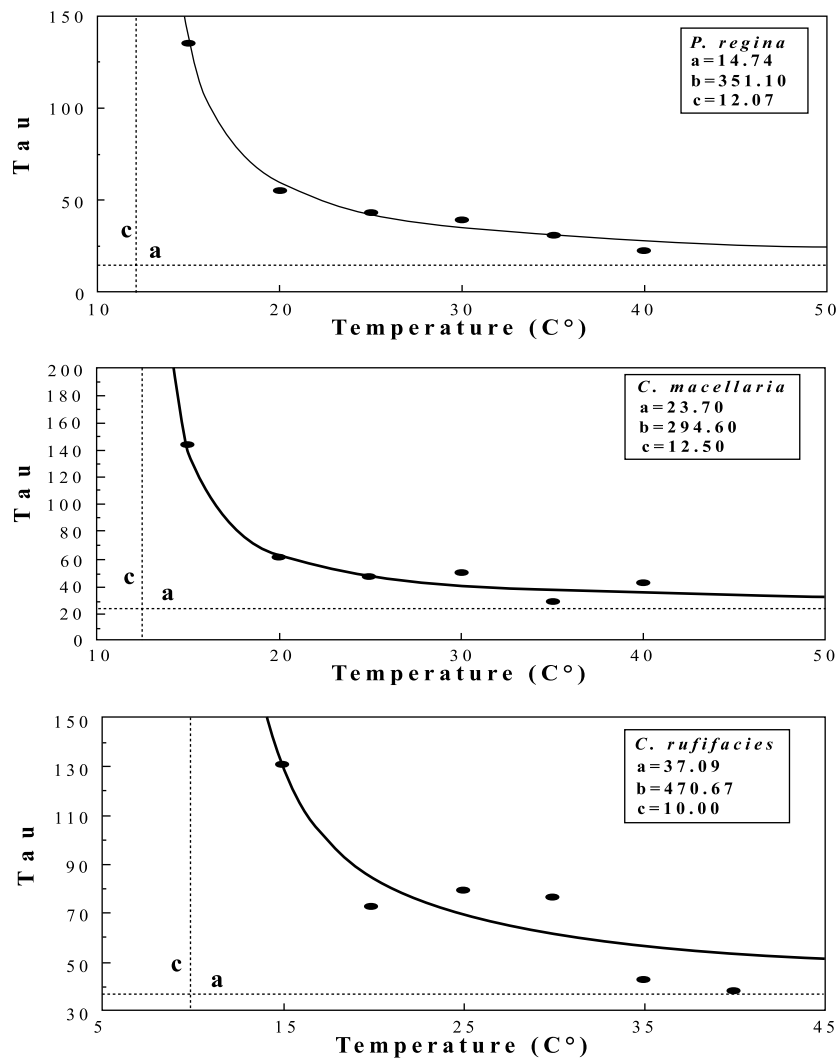 150
100
50
0
Tau
c
a
P. regina
a=14.74
b=351.10
c=12.07
10 20 30 40 50
Temperature (C°)
200
180
160
140
120
100
80
60
40
20
0
Tau
c
a
C. macellaria
a=23.70
b=294.60
c=12.50
10 20 30 40 50
Temperature (C°)
150
130
110
90
70
50
30
Tau
c
a
C. rufifacies
a=37.09
b=470.67
c=10.00
5 15 25 35 45
Temperature (C°)